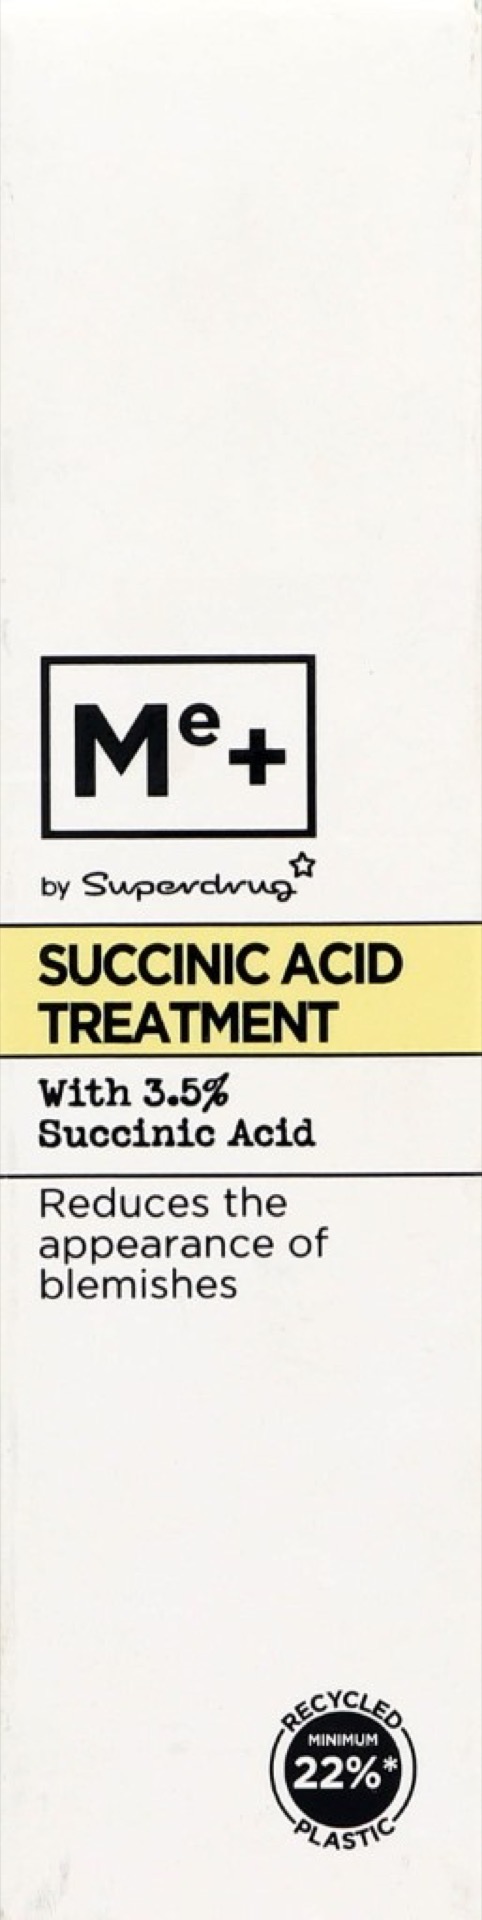 Me+
by Superdrug
SUCCINIC ACID
TREATMENT
With 3.5%
Succinic Acid
Reduces the
appearance of
blemishes
RECYCLED
MINIMUM
22%*
PLASTIC